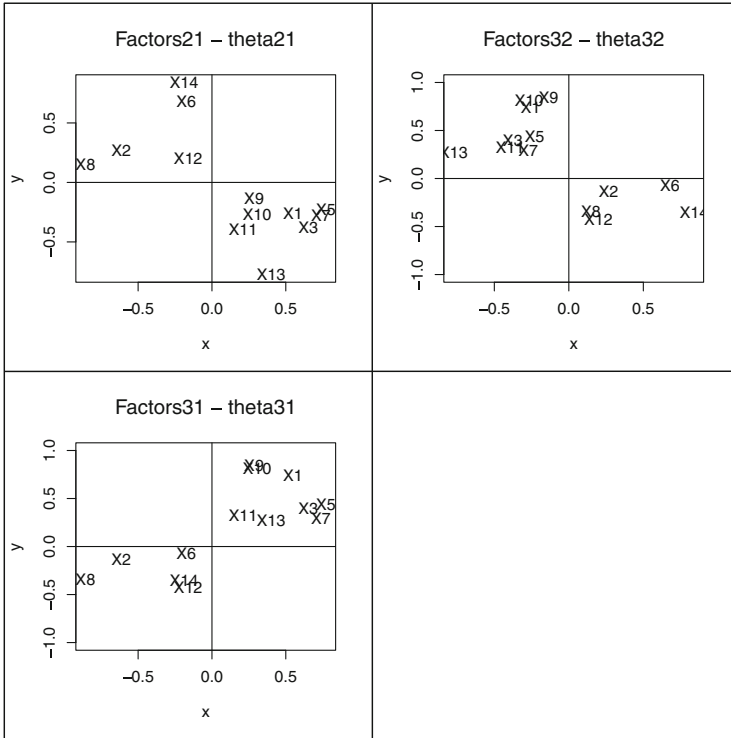 Factors21 – theta21
X14
X6
X2
X12
X8
X9
X10
X1
X5
X7
X11
X3
X13
0.5
0.0
−0.5
y
−0.5 0.0 0.5
x
Factors32 – theta32
X10
X9
X1
X3
X5
X11
X7
X13
X6
X2
X8
X12
X14
1.0
0.5
0.0
−0.5
−1.0
y
−0.5 0.0 0.5
x
Factors31 – theta31
X9
X10
X1
X5
X3
X11
X13
X7
X6
X2
X8
X14
X12
1.0
0.5
0.0
−0.5
−1.0
y
−0.5 0.0 0.5
x